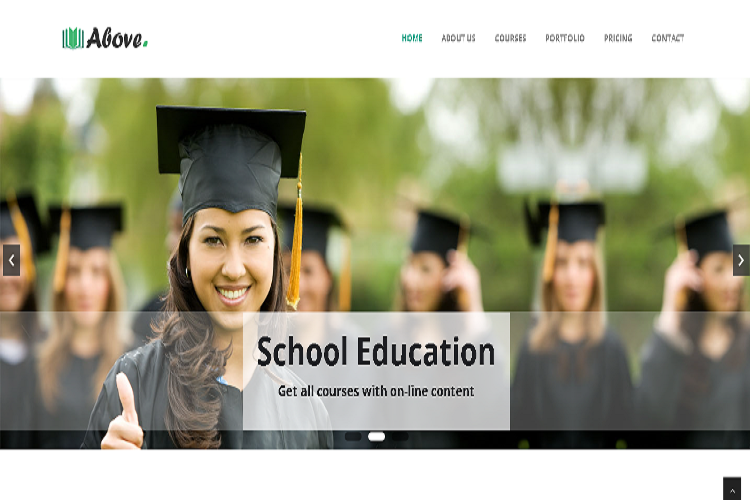 Above.
HOME ABOUT US COURSES PORTFOLIO PRICING CONTACT
School Education
Get all courses with on-line content